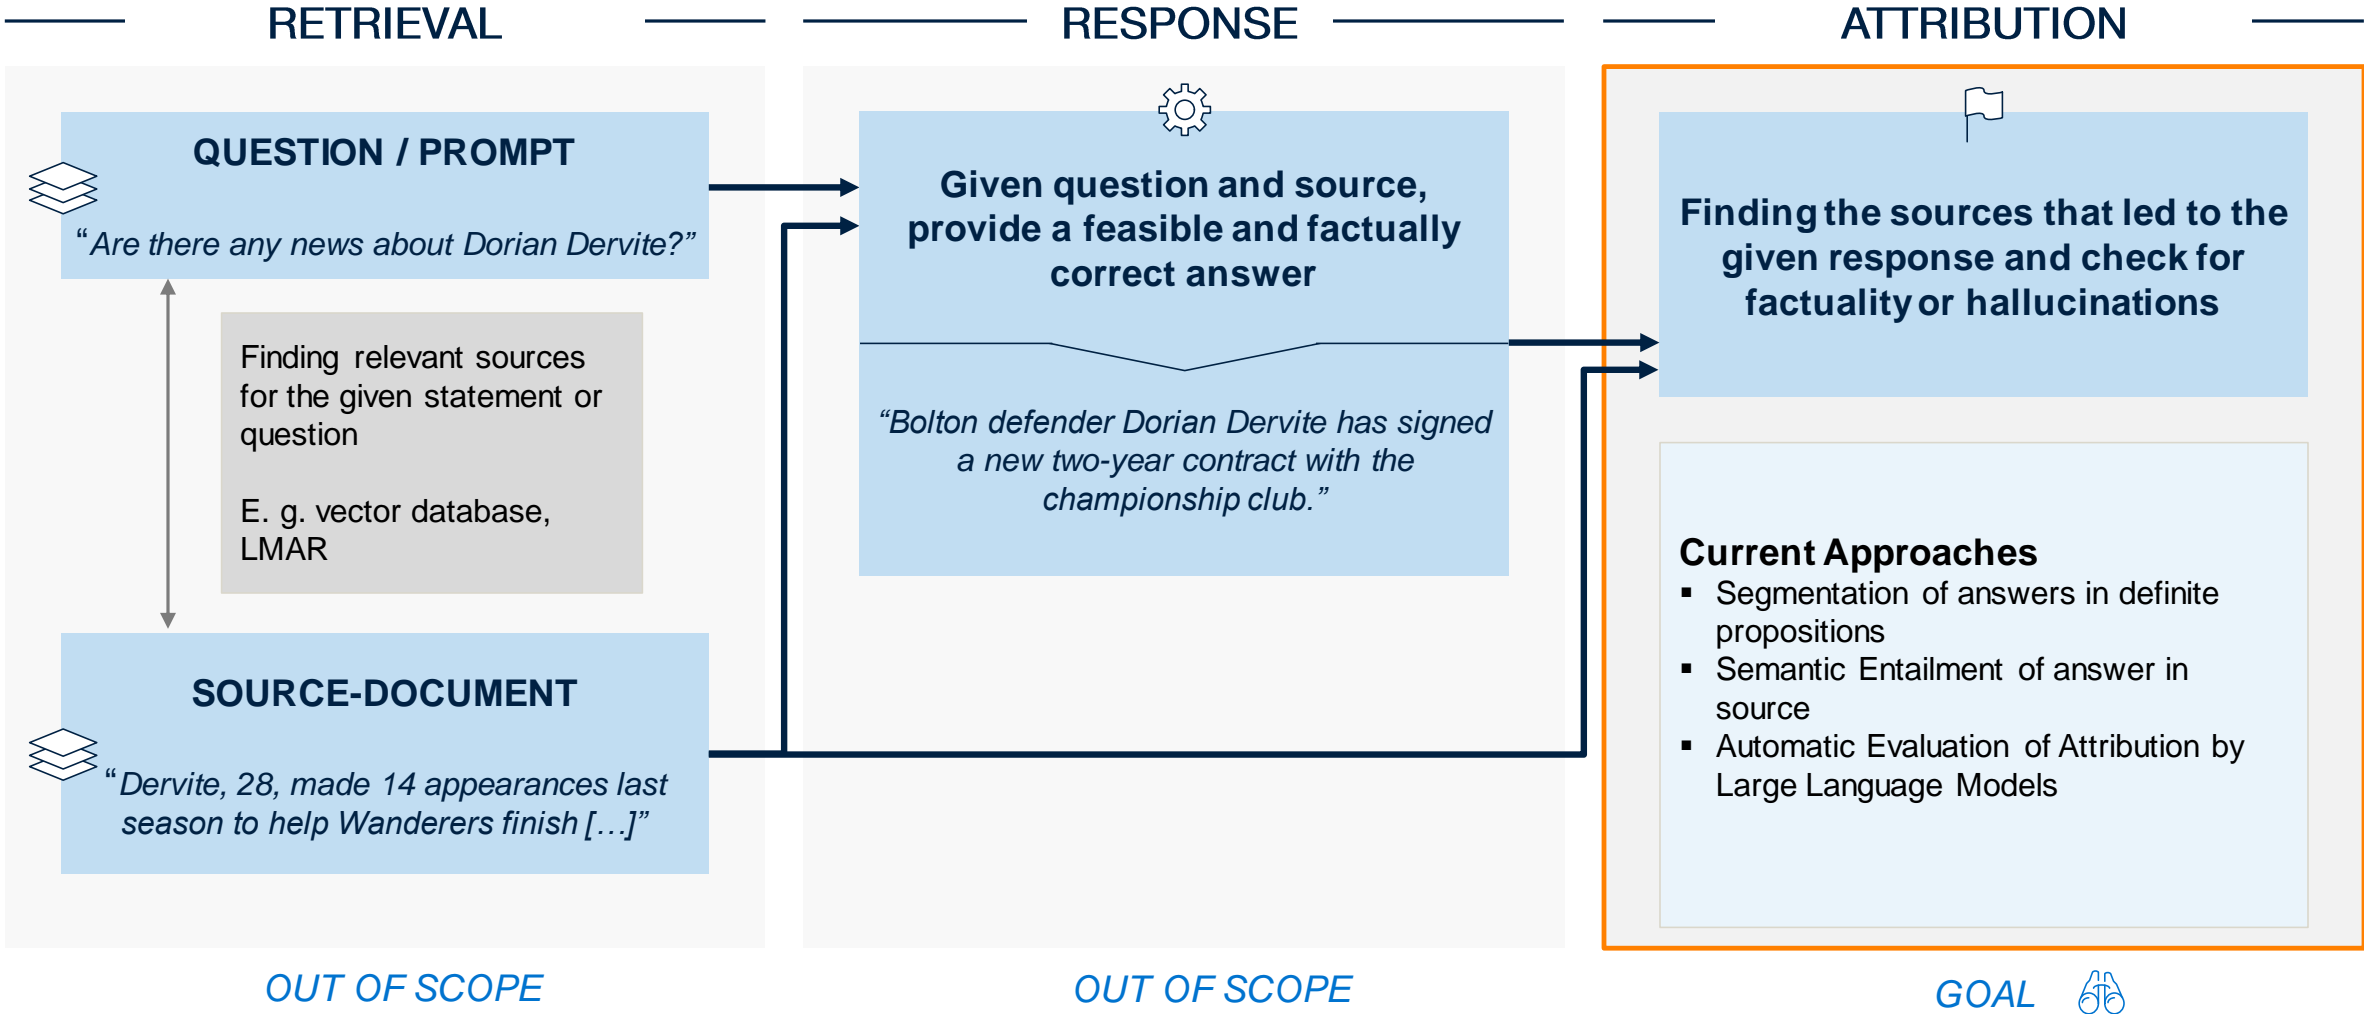 RETRIEVAL
QUESTION / PROMPT
“Are there any news about Dorian Dervite?”
Finding relevant sources
for the given statement or
question
E. g. vector database,
LMAR
SOURCE-DOCUMENT
“Dervite, 28, made 14 appearances last
season to help Wanderers finish […]”
OUT OF SCOPE
RESPONSE
Given question and source,
provide a feasible and factually
correct answer
“Bolton defender Dorian Dervite has signed
a new two-year contract with the
championship club.”
OUT OF SCOPE
ATTRIBUTION
Finding the sources that led to the
given response and check for
factuality or hallucinations
Current Approaches
▪ Segmentation of answers in definite
propositions
▪ Semantic Entailment of answer in
source
▪ Automatic Evaluation of Attribution by
Large Language Models
GOAL